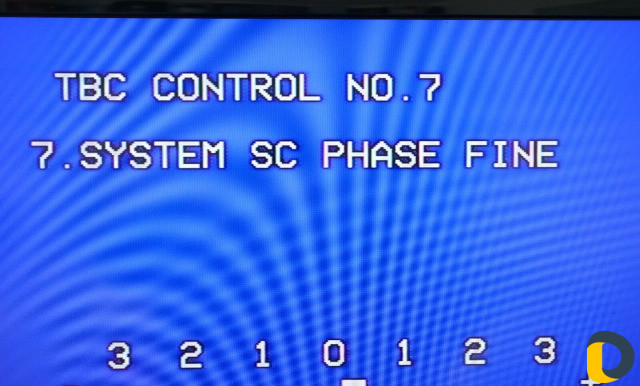 TBC CONTROL NO.7
7.SYSTEM SC PHASE FINE
3 2 1 0 1 2 3